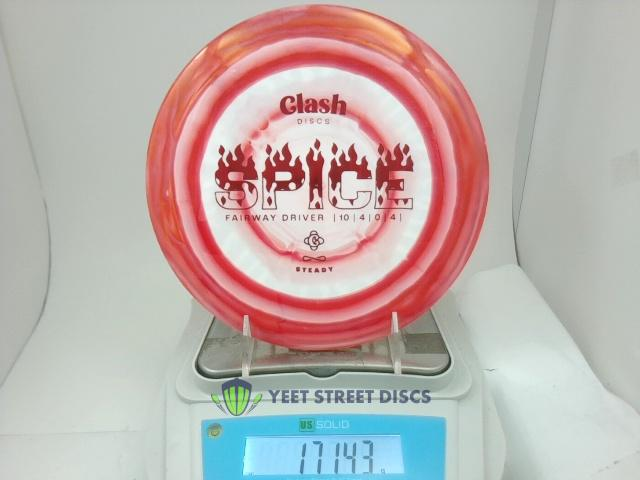 Clash
DISCS
SPICE
FAIRWAY DRIVER | 10 | 4 | 0 | 4 |
STEADY
YEET STREET DISCS
US SOLID
171.43 g